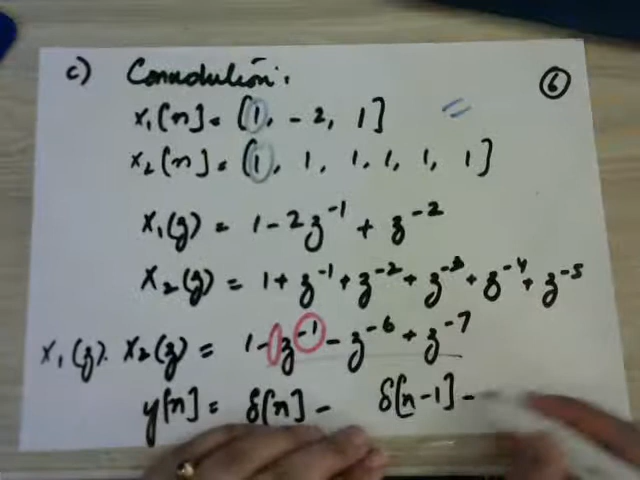 c) Convolution:
⑥
x₁[n] = [1, -2, 1]
x₂[n] = [1, 1, 1, 1, 1, 1]
X₁(z) = 1 - 2z⁻¹ + z⁻²
X₂(z) = 1 + z⁻¹ + z⁻² + z⁻³ + z⁻⁴ + z⁻⁵
X₁(z). X₂(z) = 1 - z⁻¹ - z⁻⁶ + z⁻⁷
y[n] = δ[n] - δ[n-1] -